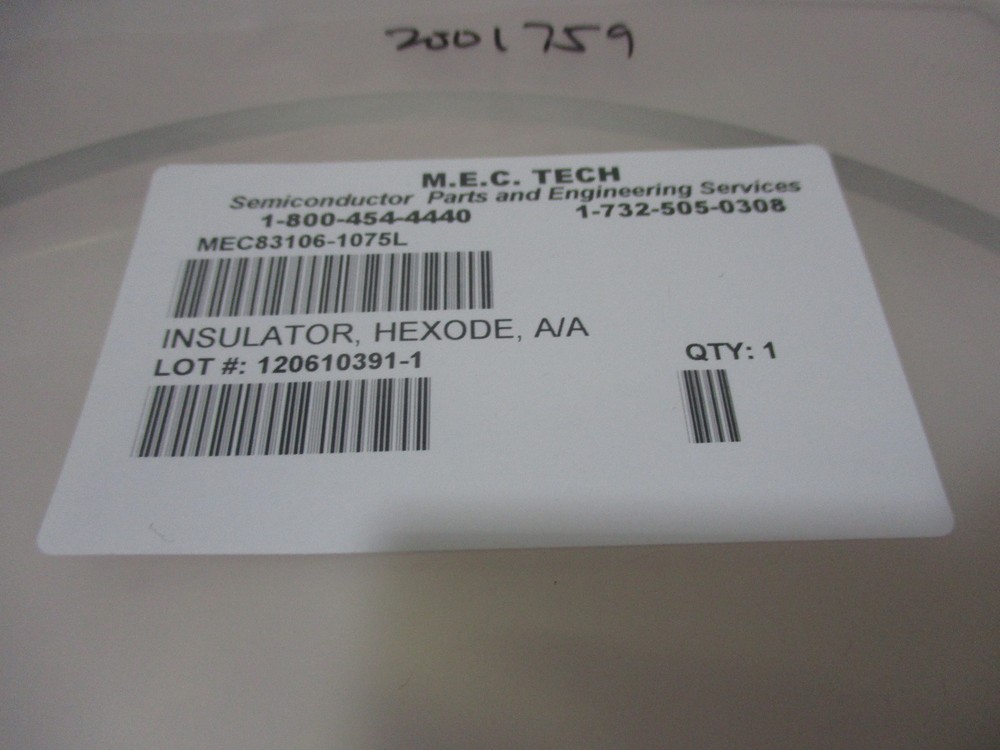 2001759
M.E.C. TECH
Semiconductor Parts and Engineering Services
1-800-454-4440 1-732-505-0308
MEC83106-1075L
INSULATOR, HEXODE, A/A
LOT #: 120610391-1
QTY: 1